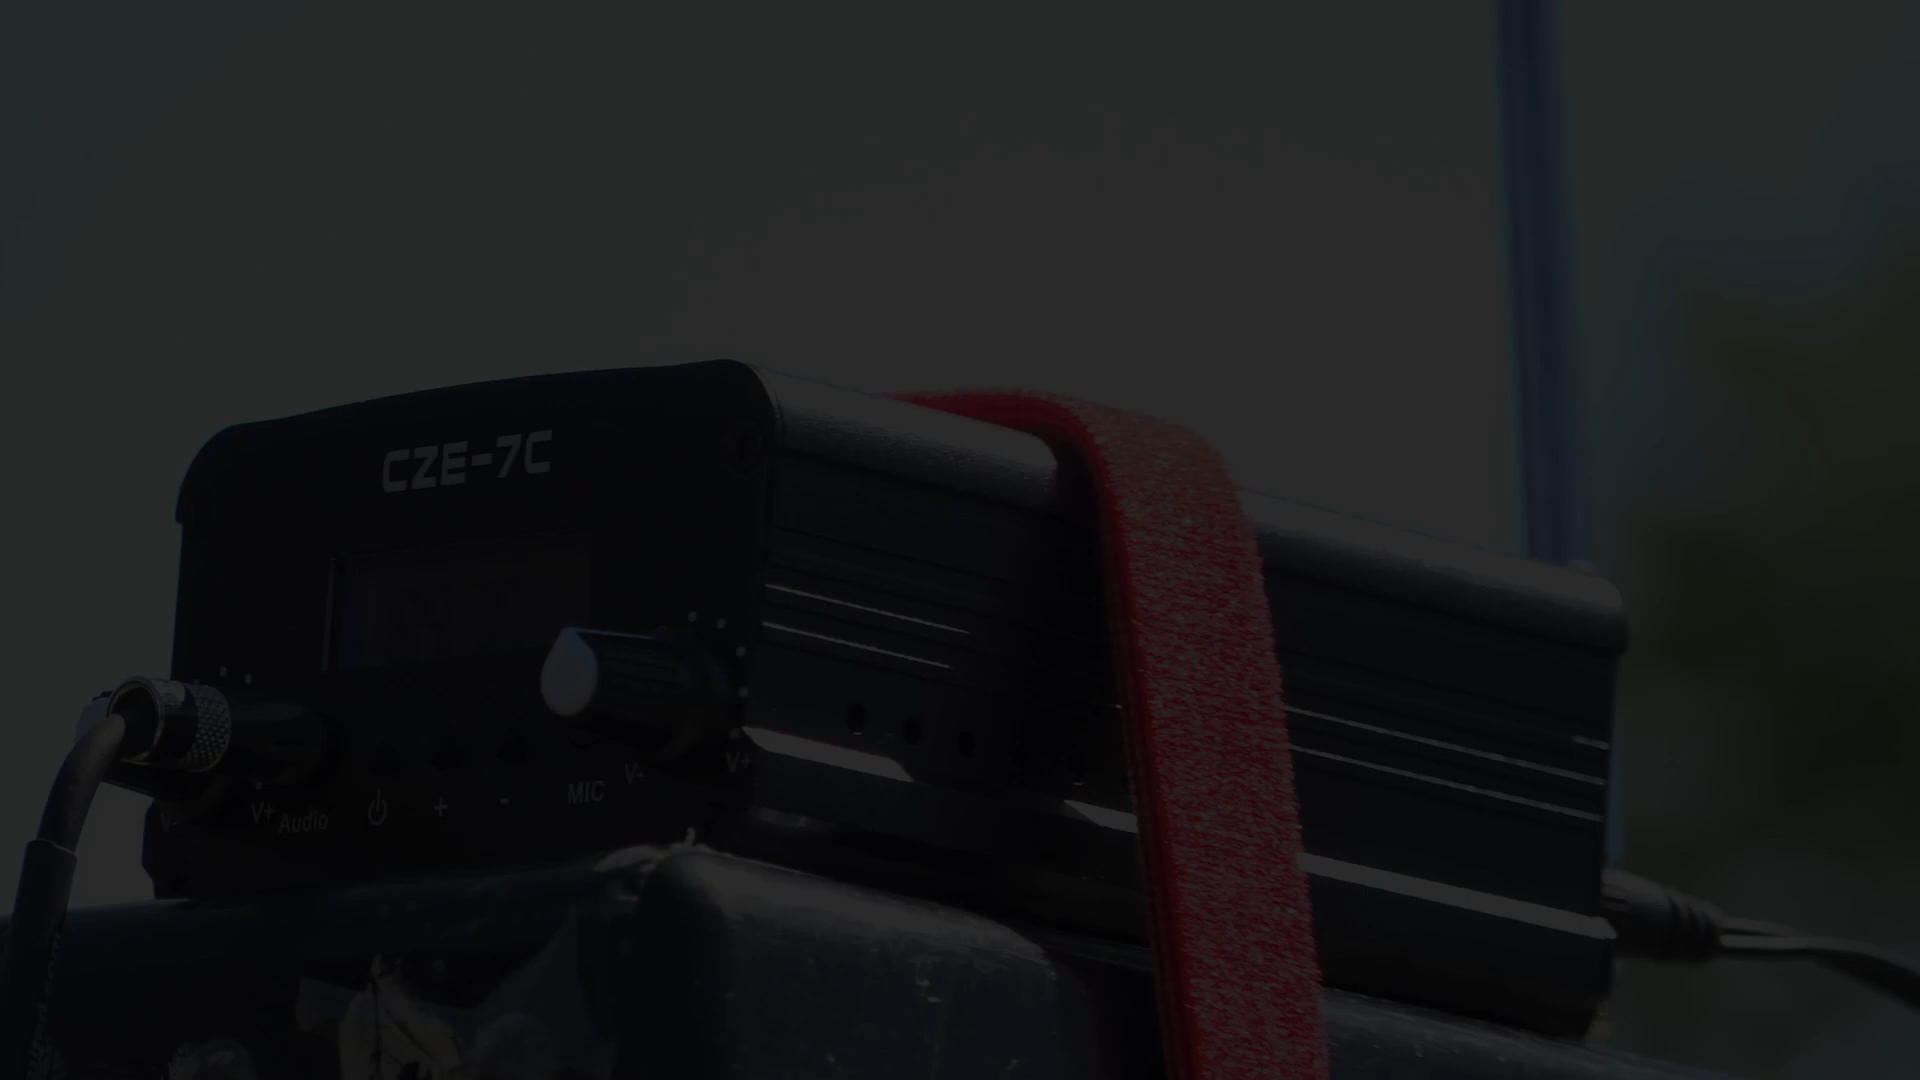 CZE-7C
V- V+ Audio + - MIC V- V+